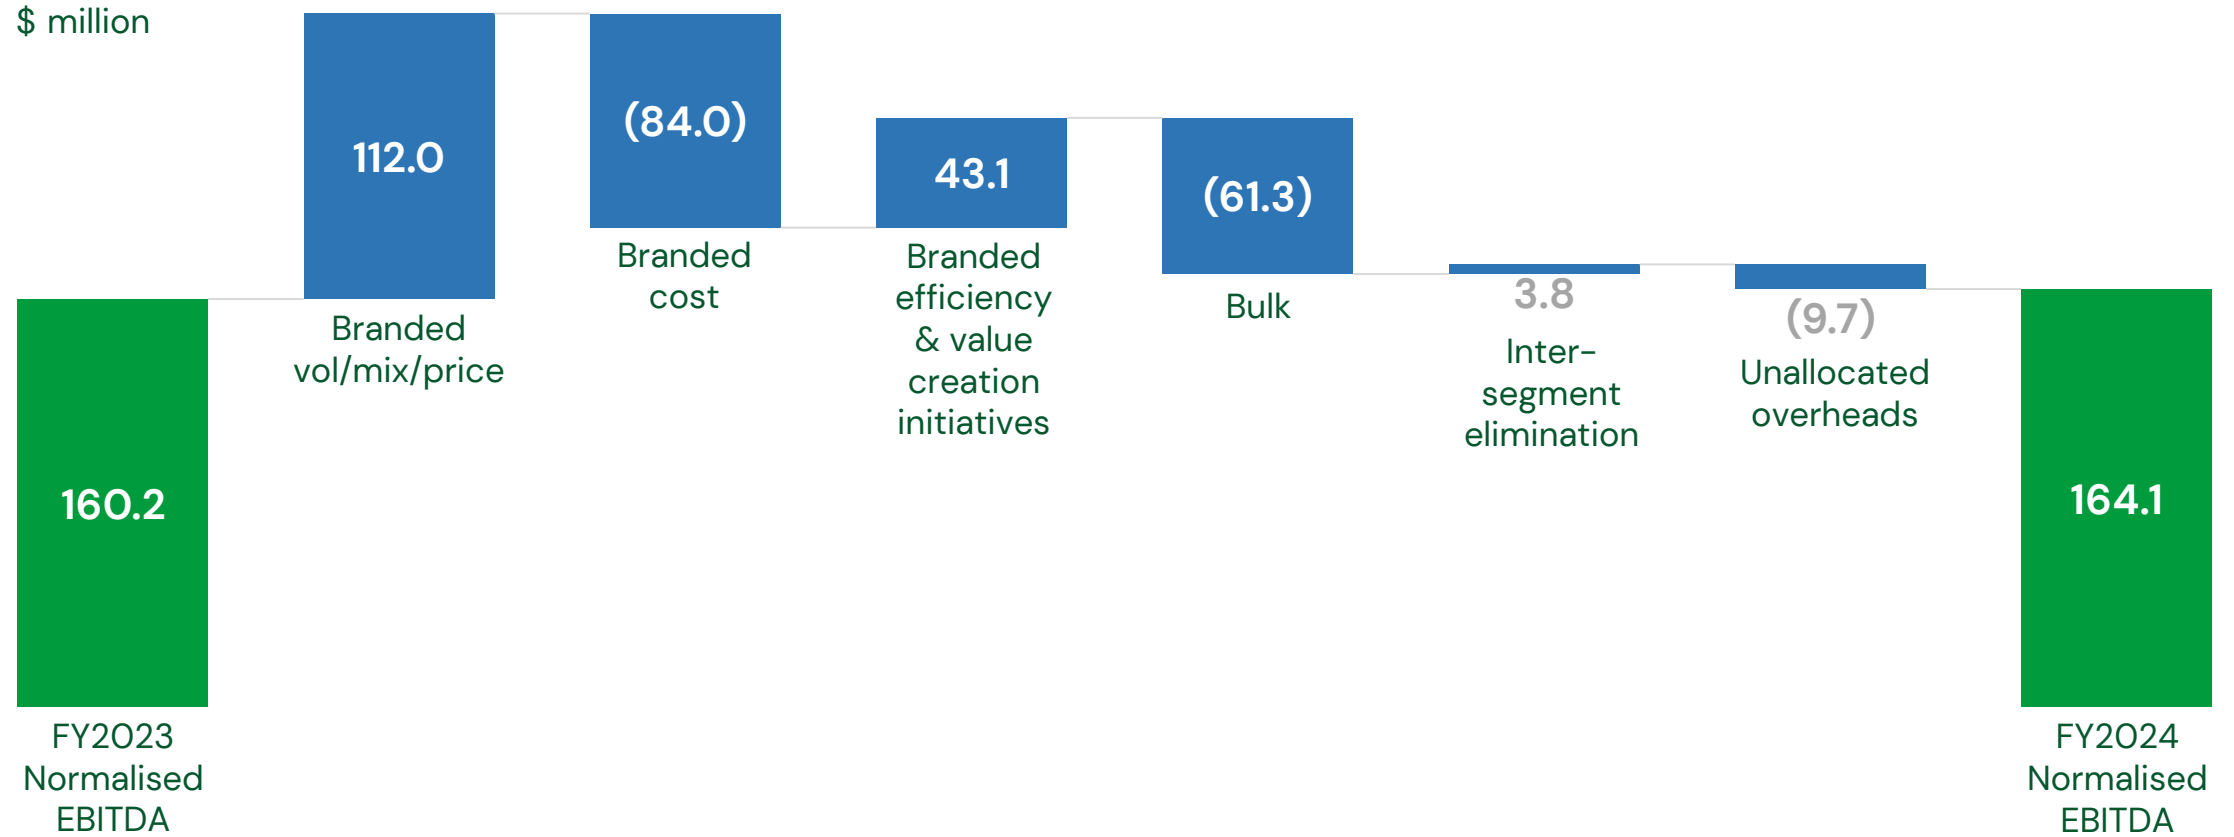 $ million
160.2
FY2023
Normalised
EBITDA
112.0
Branded
vol/mix/price
(84.0)
Branded
cost
43.1
Branded
efficiency
& value
creation
initiatives
(61.3)
Bulk
3.8
Inter-
segment
elimination
(9.7)
Unallocated
overheads
164.1
FY2024
Normalised
EBITDA